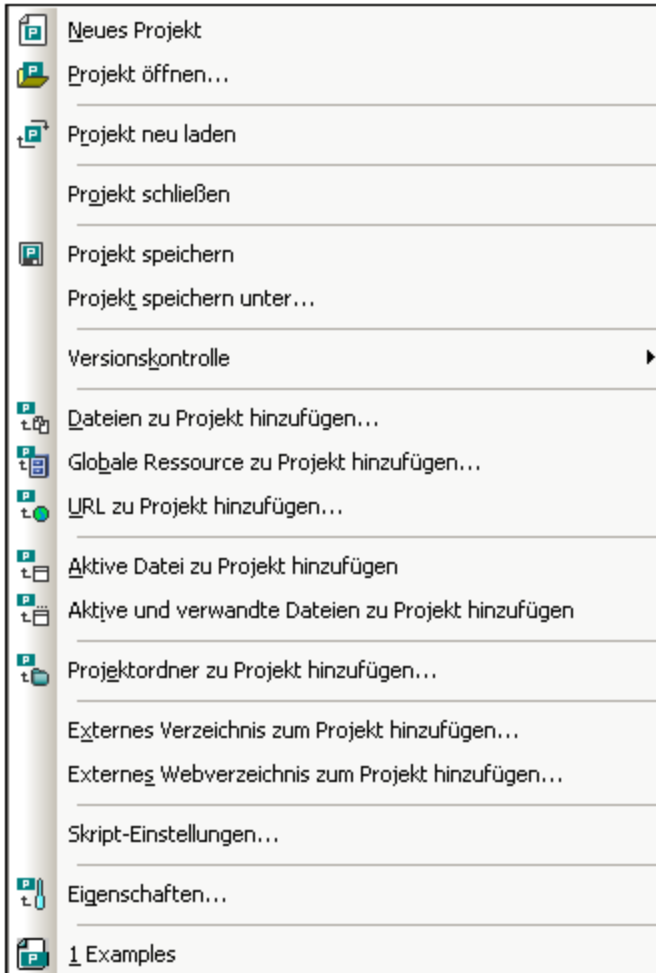 Neues Projekt
Projekt öffnen...
Projekt neu laden
Projekt schließen
Projekt speichern
Projekt speichern unter...
Versionskontrolle
Dateien zu Projekt hinzufügen...
Globale Ressource zu Projekt hinzufügen...
URL zu Projekt hinzufügen...
Aktive Datei zu Projekt hinzufügen
Aktive und verwandte Dateien zu Projekt hinzufügen
Projektordner zu Projekt hinzufügen...
Externes Verzeichnis zum Projekt hinzufügen...
Externes Webverzeichnis zum Projekt hinzufügen...
Skript-Einstellungen...
Eigenschaften...
1 Examples